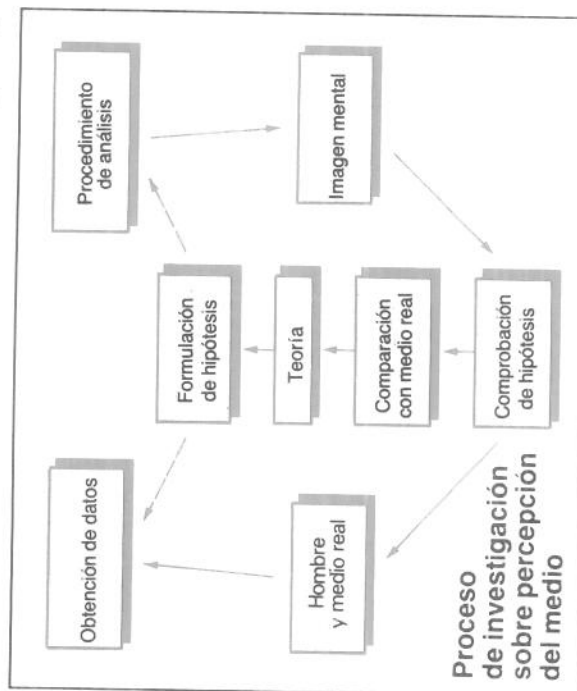 Obtención de datos
Formulación
de hipótesis
Procedimiento
de análisis
Teoría
Hombre
y medio real
Comparación
con medio real
Imagen mental
Comprobación
de hipótesis
Proceso
de investigación
sobre percepción
del medio